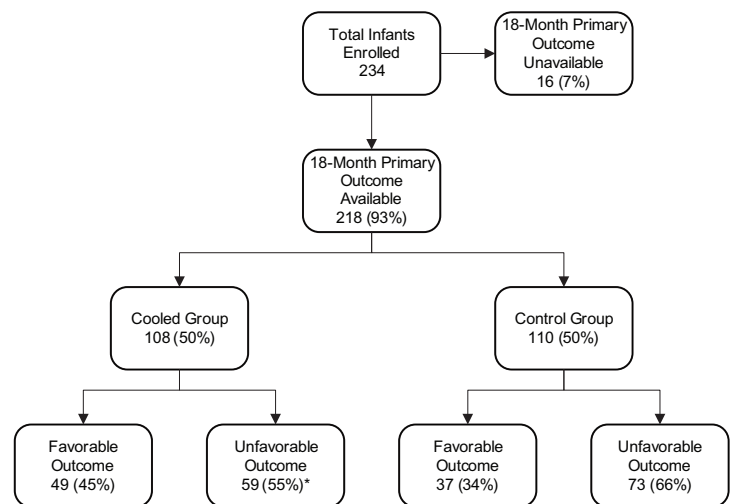 Total Infants
Enrolled
234
18-Month Primary
Outcome
Unavailable
16 (7%)
18-Month Primary
Outcome
Available
218 (93%)
Cooled Group
108 (50%)
Control Group
110 (50%)
Favorable
Outcome
49 (45%)
Unfavorable
Outcome
59 (55%)*
Favorable
Outcome
37 (34%)
Unfavorable
Outcome
73 (66%)